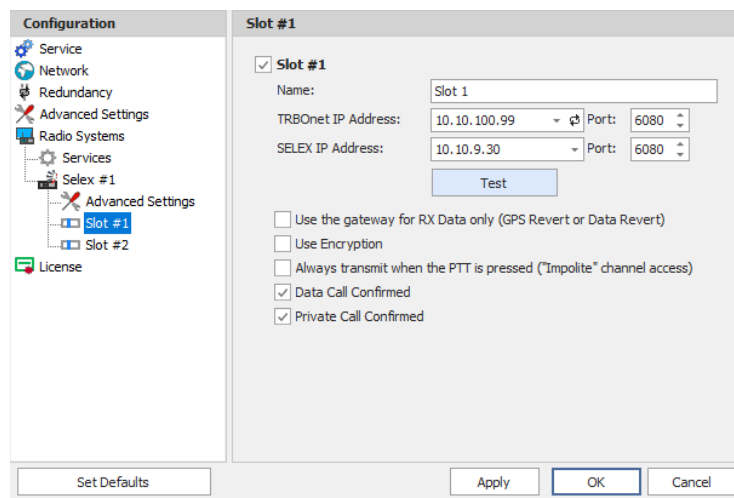 Configuration
Service
Network
Redundancy
Advanced Settings
Radio Systems
Services
Selex #1
Advanced Settings
Slot #1
Slot #2
License
Slot #1
Slot #1
Name: Slot 1
TRBOnet IP Address: 10.10.100.99 Port: 6080
SELEX IP Address: 10.10.9.30 Port: 6080
Test
Use the gateway for RX Data only (GPS Revert or Data Revert)
Use Encryption
Always transmit when the PTT is pressed ("Impolite" channel access)
Data Call Confirmed
Private Call Confirmed
Set Defaults Apply OK Cancel